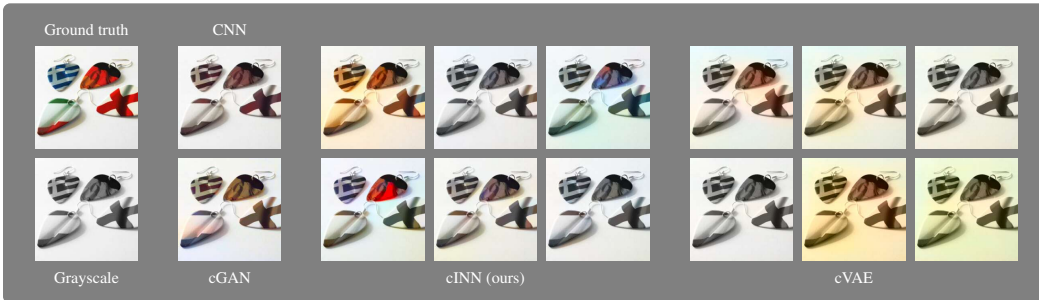 Ground truth
CNN
Grayscale
cGAN
cINN (ours)
cVAE